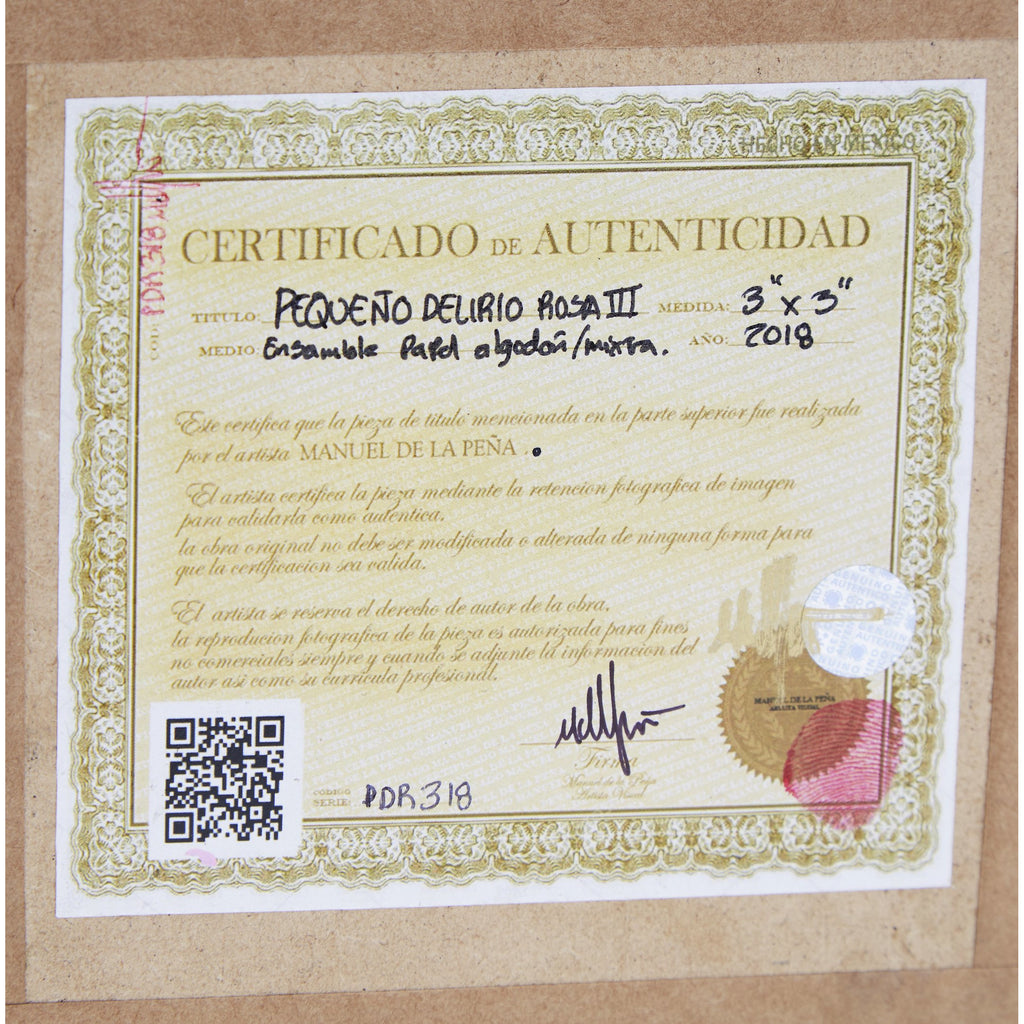 HECHO EN MEXICO
CERTIFICADO DE AUTENTICIDAD
TITULO: PEQUEÑO DELIRIO ROSA III MEDIDA: 3" x 3"
MEDIO: Ensamble Papel algodoñ/mixta. AÑO: 2018
Este certifica que la pieza de titulo mencionada en la parte superior fue realizada
por el artista MANUEL DE LA PEÑA .
El artista certifica la pieza mediante la retencion fotografica de imagen
para validarla como autentica.
la obra original no debe ser modificada o alterada de ninguna forma para
que la certificacion sea valida.
El artista se reserva el derecho de autor de la obra,
la reproducion fotografica de la pieza es autorizada para fines
no comerciales siempre y cuando se adjunte la informacion del
autor asi como su curricula profesional.
MANUEL DE LA PEÑA
ARTISTA VISUAL
Firma
Manuel de la Peña
Artista Visual
CODIGO
SERIE: PDR318
PDR318